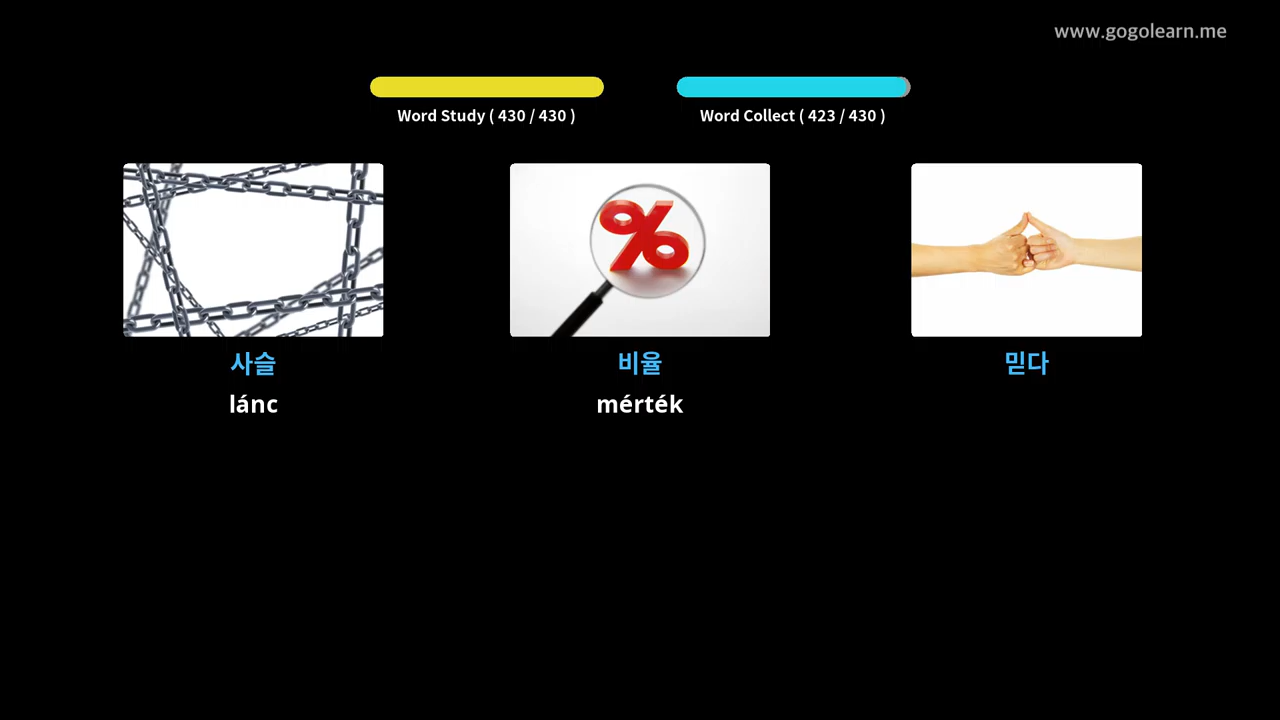 www.gogolearn.me
Word Study ( 430 / 430 )
Word Collect ( 423 / 430 )
%
사슬
비율
믿다
lánc
mérték